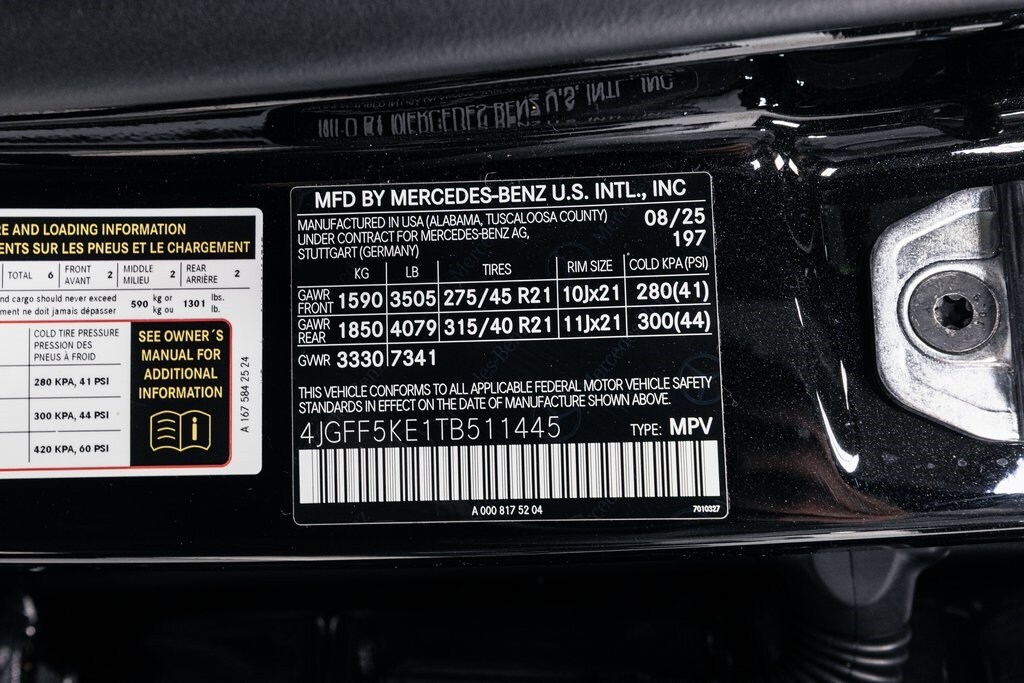 RE AND LOADING INFORMATION
ENTS SUR LES PNEUS ET LE CHARGEMENT
TOTAL 6 FRONT AVANT 2 MIDDLE MILIEU 2 REAR ARRIÈRE 2
nd cargo should never exceed 590 kg or 1301 lbs.
ment ne doit jamais dépasser kg ou lb.
COLD TIRE PRESSURE
PRESSION DES
PNEUS À FROID
280 KPA, 41 PSI
300 KPA, 44 PSI
420 KPA, 60 PSI
SEE OWNER´S
MANUAL FOR
ADDITIONAL
INFORMATION
A 167 584 25 24
MFD BY MERCEDES-BENZ U.S. INTL., INC
MANUFACTURED IN USA (ALABAMA, TUSCALOOSA COUNTY) 08/25
UNDER CONTRACT FOR MERCEDES-BENZ AG, 197
STUTTGART (GERMANY)
KG LB TIRES RIM SIZE COLD KPA (PSI)
GAWR FRONT 1590 3505 275/45 R21 10Jx21 280(41)
GAWR REAR 1850 4079 315/40 R21 11Jx21 300(44)
GVWR 3330 7341
THIS VEHICLE CONFORMS TO ALL APPLICABLE FEDERAL MOTOR VEHICLE SAFETY
STANDARDS IN EFFECT ON THE DATE OF MANUFACTURE SHOWN ABOVE.
4JGFF5KE1TB511445 TYPE: MPV
A 000 817 52 04 7010327